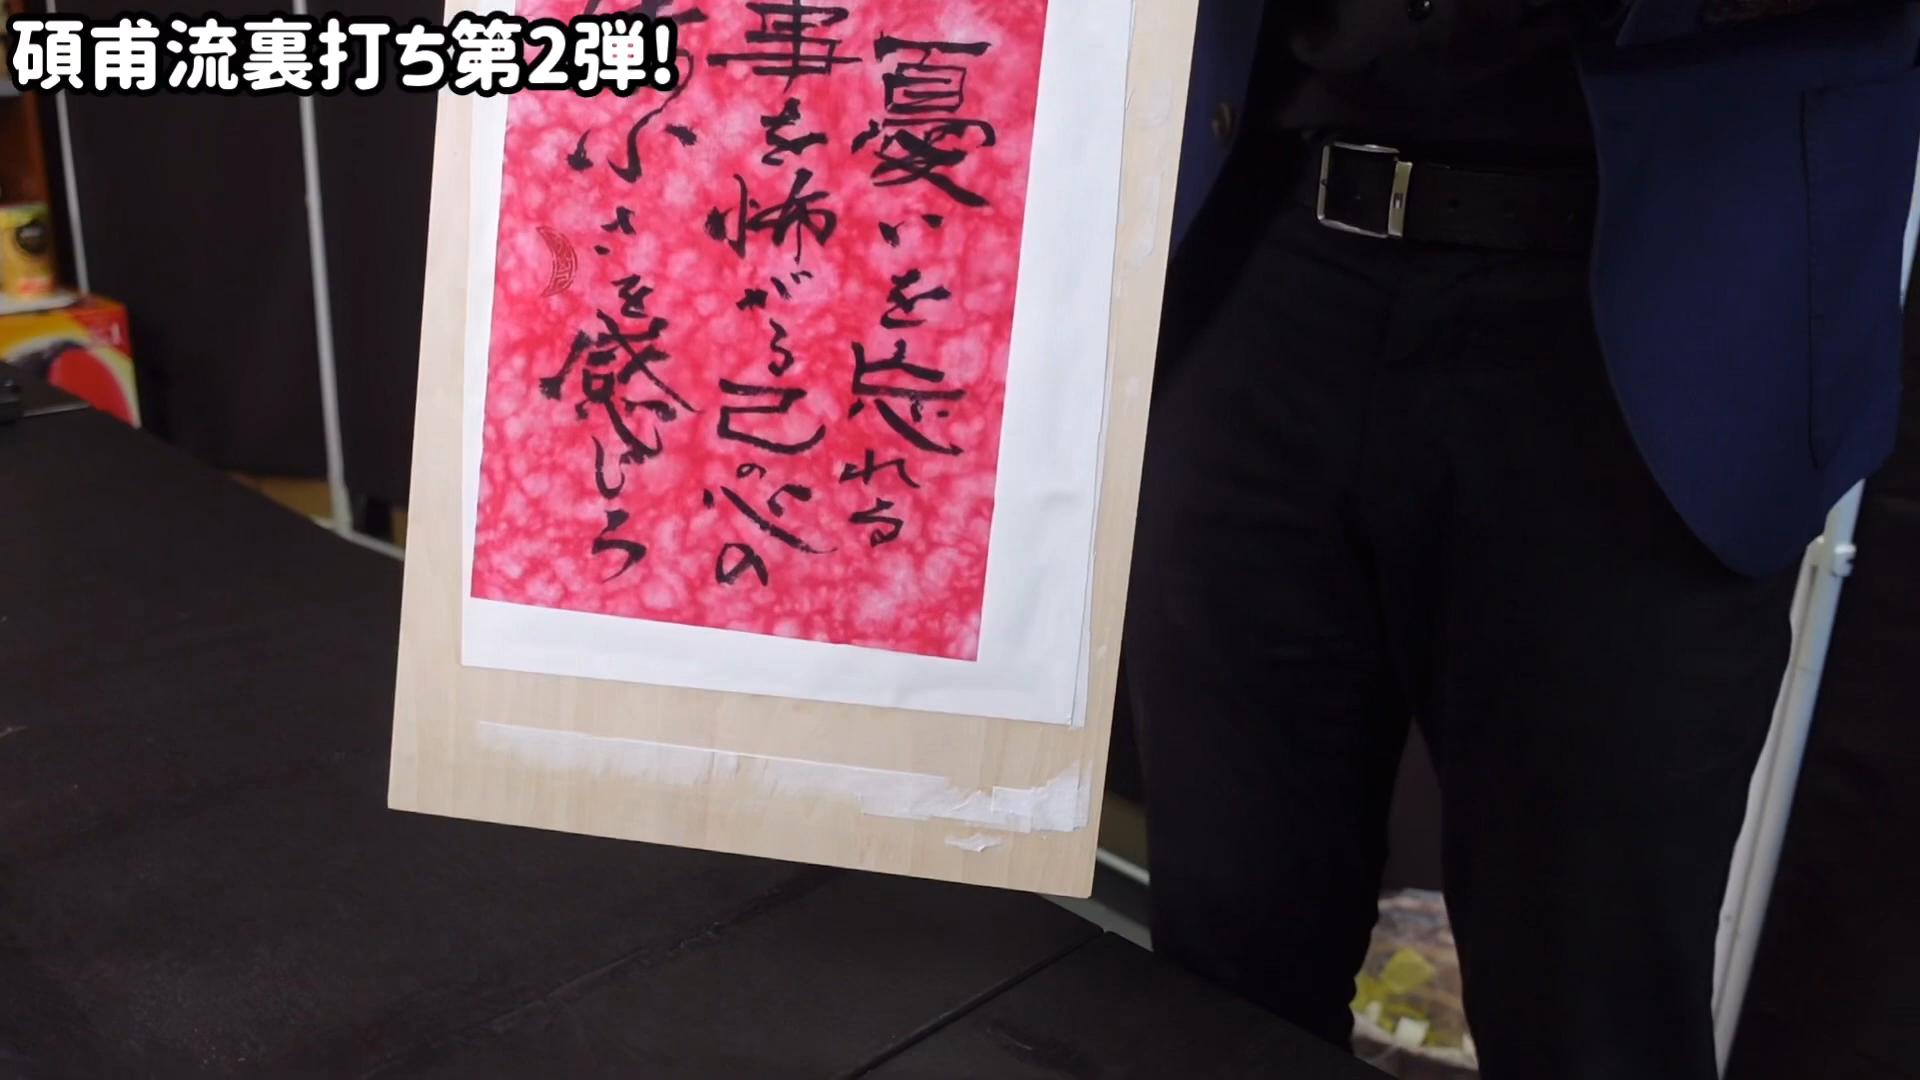 碩甫流裏打ち第2弾!
憂いを忘れる
事を怖がる己の心の
さを感じろ